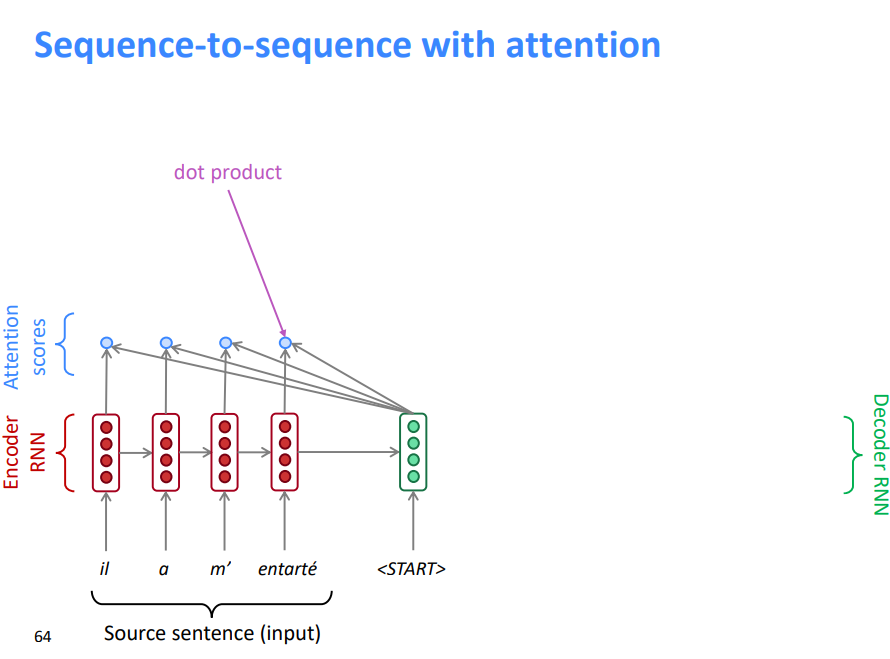 Sequence-to-sequence with attention
dot product
Attention
scores
Encoder
RNN
Decoder RNN
il a m’ entarté <START>
Source sentence (input)
64